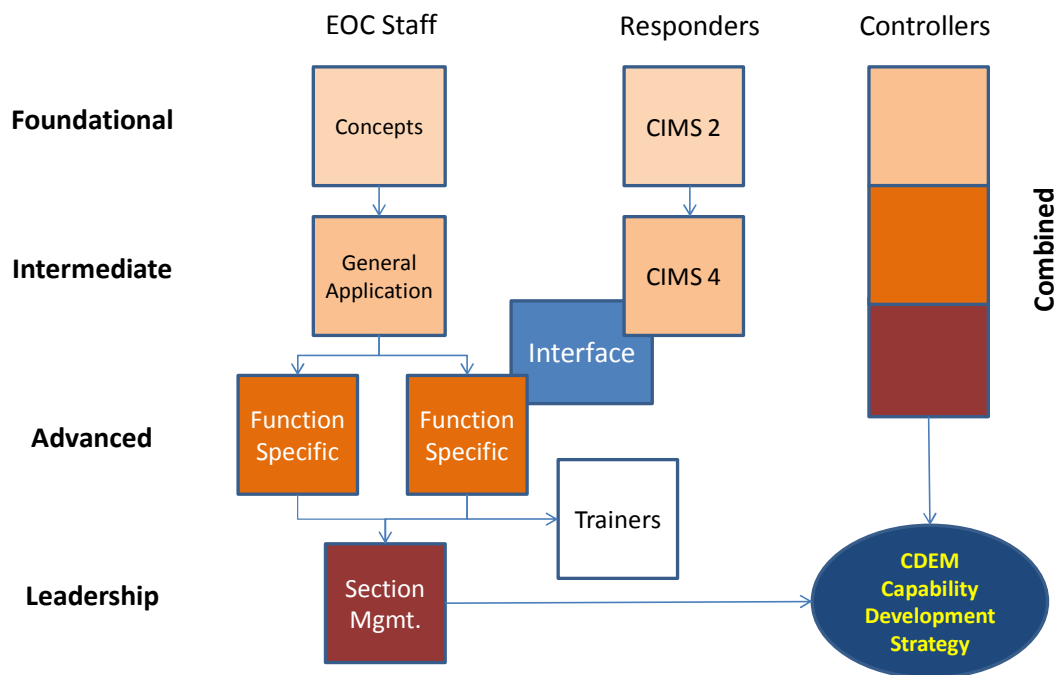 EOC Staff
Responders
Controllers
Foundational
Concepts
CIMS 2
Intermediate
General
Application
CIMS 4
Combined
Interface
Advanced
Function
Specific
Function
Specific
Trainers
Leadership
Section
Mgmt.
CDEM
Capability
Development
Strategy